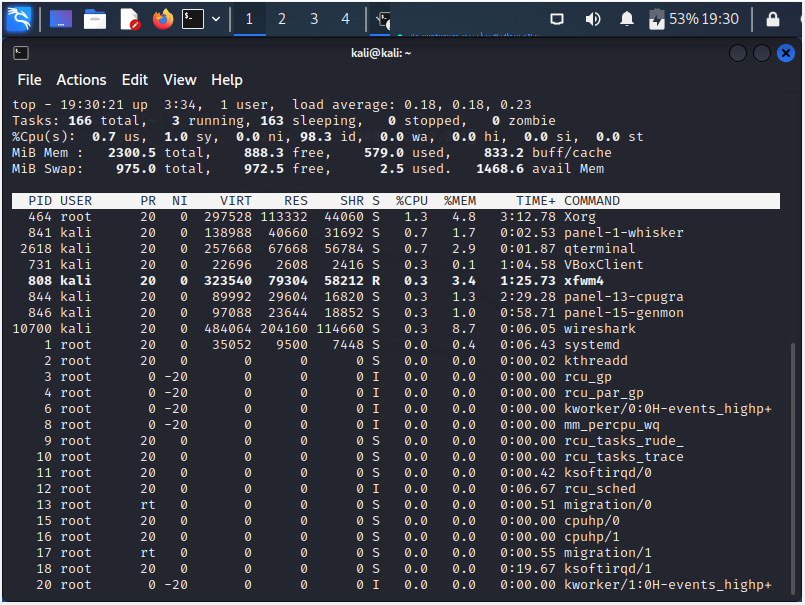 1 2 3 4 53% 19:30
kali@kali: ~
File Actions Edit View Help
top - 19:30:21 up 3:34, 1 user, load average: 0.18, 0.18, 0.23
Tasks: 166 total, 3 running, 163 sleeping, 0 stopped, 0 zombie
%Cpu(s): 0.7 us, 1.0 sy, 0.0 ni, 98.3 id, 0.0 wa, 0.0 hi, 0.0 si, 0.0 st
MiB Mem : 2300.5 total, 888.3 free, 579.0 used, 833.2 buff/cache
MiB Swap: 975.0 total, 972.5 free, 2.5 used. 1468.6 avail Mem
PID USER PR NI VIRT RES SHR S %CPU %MEM TIME+ COMMAND
464 root 20 0 297528 113332 44060 S 1.3 4.8 3:12.78 Xorg
841 kali 20 0 138988 40660 31692 S 0.7 1.7 0:02.53 panel-1-whisker
2618 kali 20 0 257668 67668 56784 S 0.7 2.9 0:01.87 qterminal
731 kali 20 0 22696 2608 2416 S 0.3 0.1 1:04.58 VBoxClient
808 kali 20 0 323540 79304 58212 R 0.3 3.4 1:25.73 xfwm4
844 kali 20 0 89992 29604 16820 S 0.3 1.3 2:29.28 panel-13-cpugra
846 kali 20 0 97088 23644 18852 S 0.3 1.0 0:58.71 panel-15-genmon
10700 kali 20 0 484064 204160 114660 S 0.3 8.7 0:06.05 wireshark
1 root 20 0 35052 9500 7448 S 0.0 0.4 0:06.43 systemd
2 root 20 0 0 0 0 S 0.0 0.0 0:00.02 kthreadd
3 root 0 -20 0 0 0 I 0.0 0.0 0:00.00 rcu_gp
4 root 0 -20 0 0 0 I 0.0 0.0 0:00.00 rcu_par_gp
6 root 0 -20 0 0 0 I 0.0 0.0 0:00.00 kworker/0:0H-events_highp+
8 root 0 -20 0 0 0 I 0.0 0.0 0:00.00 mm_percpu_wq
9 root 20 0 0 0 0 S 0.0 0.0 0:00.00 rcu_tasks_rude_
10 root 20 0 0 0 0 S 0.0 0.0 0:00.00 rcu_tasks_trace
11 root 20 0 0 0 0 S 0.0 0.0 0:00.42 ksoftirqd/0
12 root 20 0 0 0 0 I 0.0 0.0 0:06.67 rcu_sched
13 root rt 0 0 0 0 S 0.0 0.0 0:00.51 migration/0
15 root 20 0 0 0 0 S 0.0 0.0 0:00.00 cpuhp/0
16 root 20 0 0 0 0 S 0.0 0.0 0:00.00 cpuhp/1
17 root rt 0 0 0 0 S 0.0 0.0 0:00.55 migration/1
18 root 20 0 0 0 0 S 0.0 0.0 0:19.67 ksoftirqd/1
20 root 0 -20 0 0 0 I 0.0 0.0 0:00.00 kworker/1:0H-events_highp+